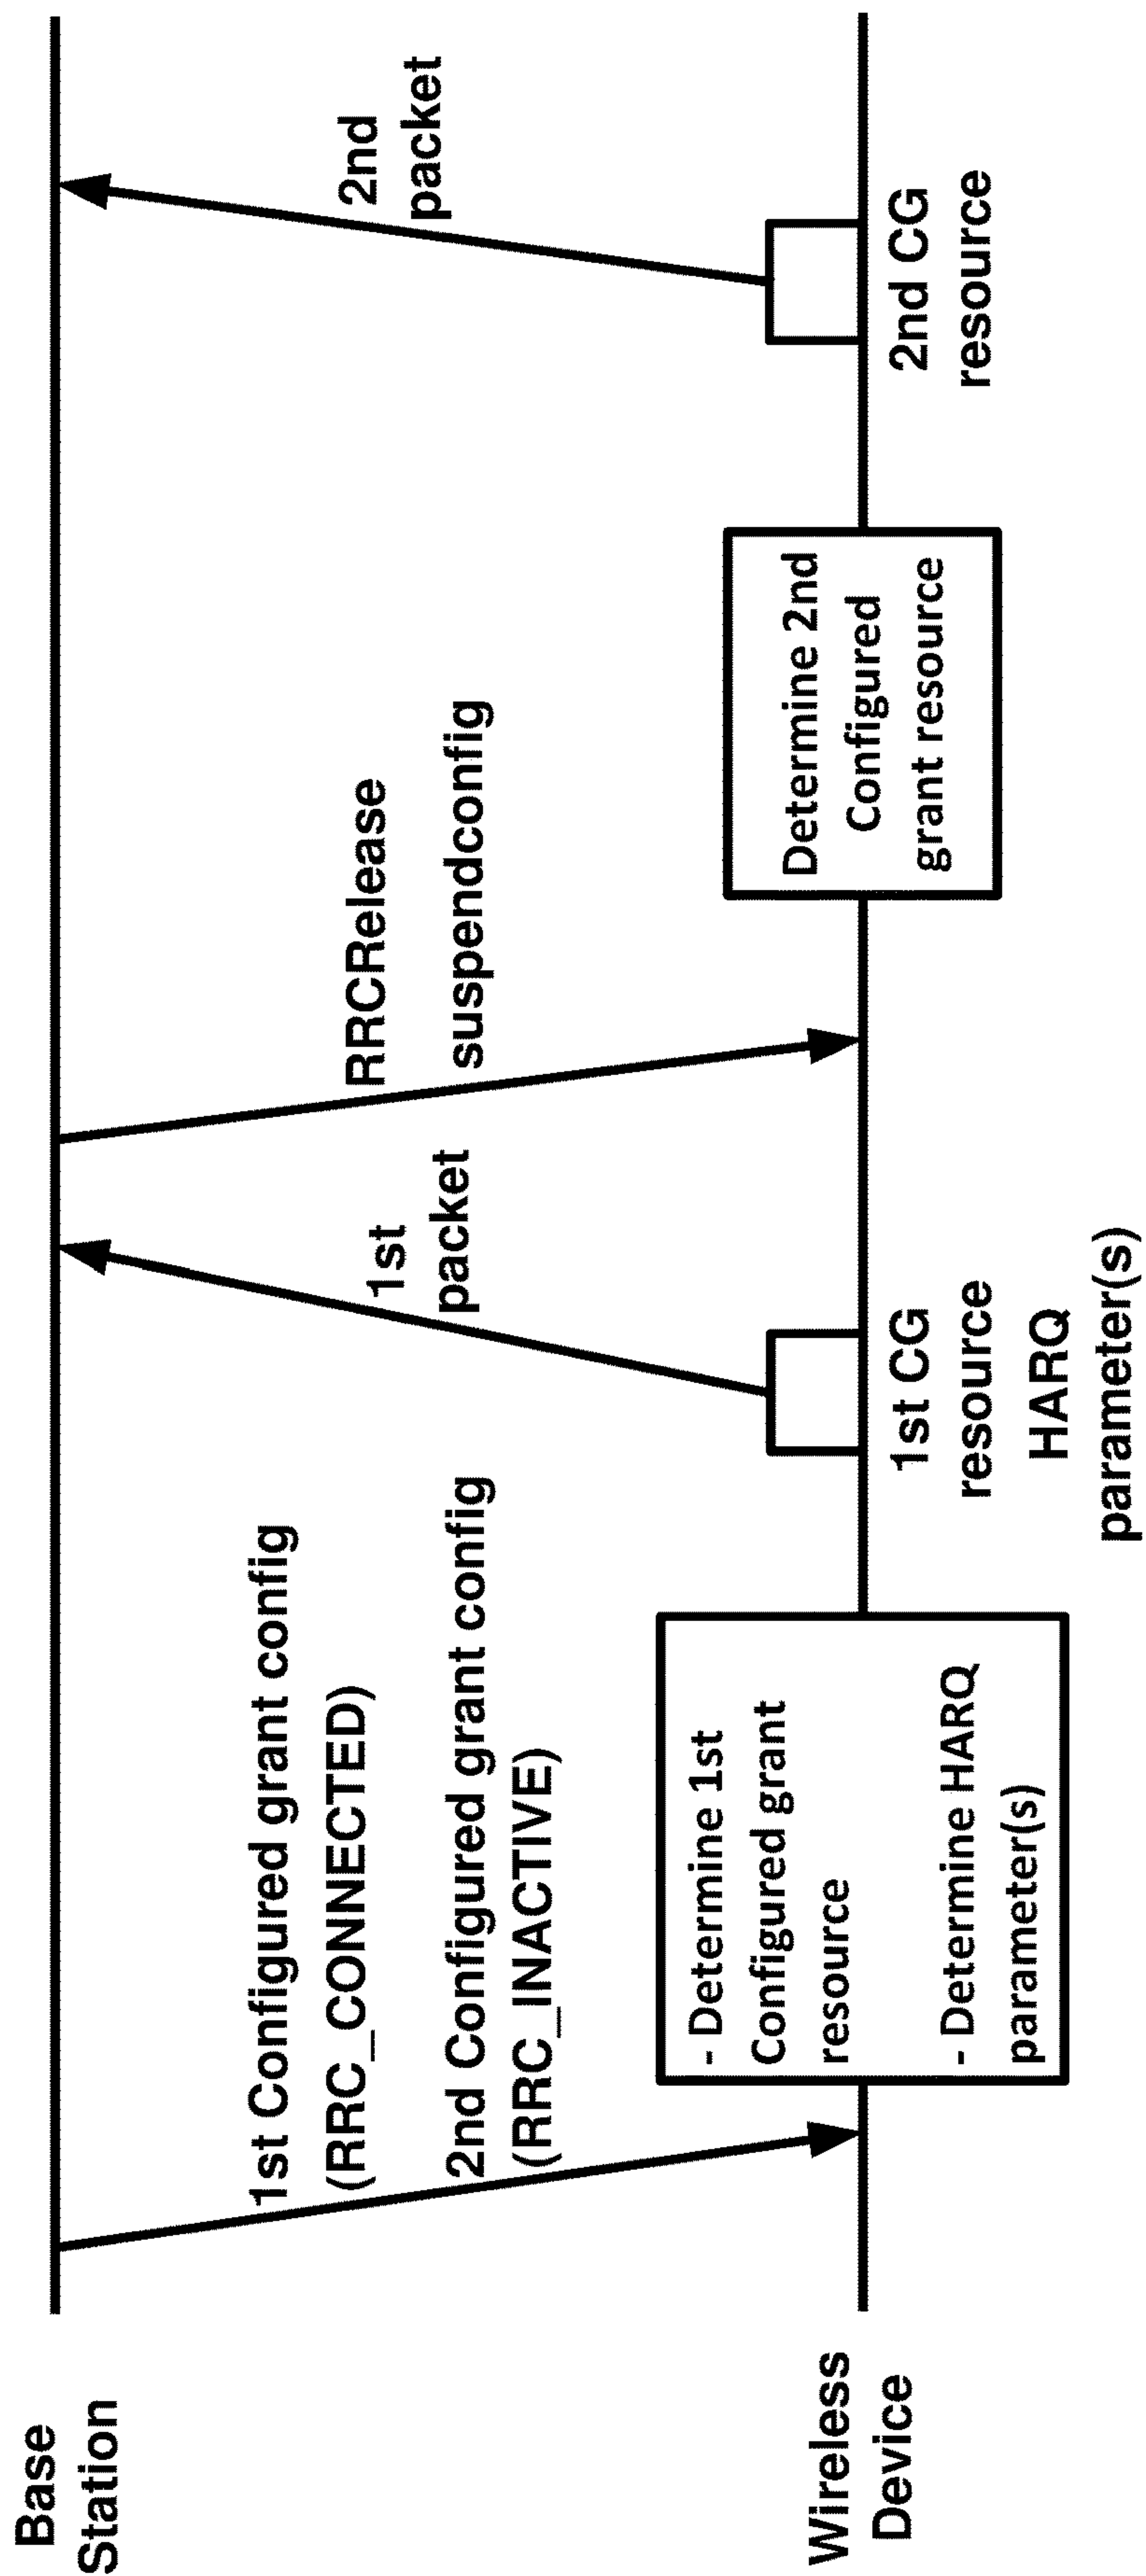 Base
Station
1st Configured grant config
(RRC_CONNECTED)
2nd Configured grant config
(RRC_INACTIVE)
1st
packet
RRCRelease
suspendconfig
2nd
packet
Wireless
Device
- Determine 1st
Configured grant
resource
- Determine HARQ
parameter(s)
1st CG
resource
HARQ
parameter(s)
Determine 2nd
Configured
grant resource
2nd CG
resource